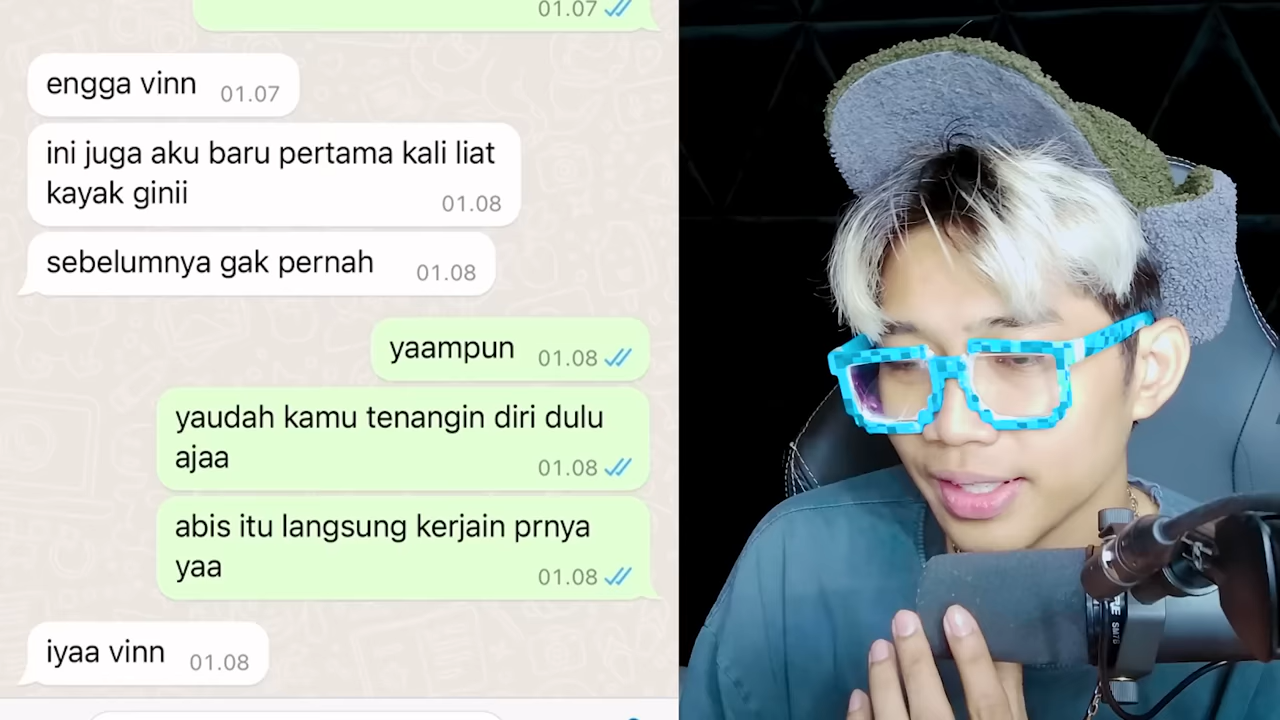 01.07
engga vinn 01.07
ini juga aku baru pertama kali liat
kayak ginii 01.08
sebelumnya gak pernah 01.08
yaampun 01.08
yaudah kamu tenangin diri dulu
ajaa 01.08
abis itu langsung kerjain prnya
yaa 01.08
iyaa vinn 01.08
SM7B